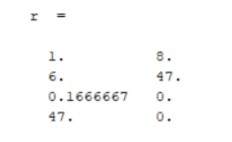 r =
1. 8.
6. 47.
0.1666667 0.
47. 0.